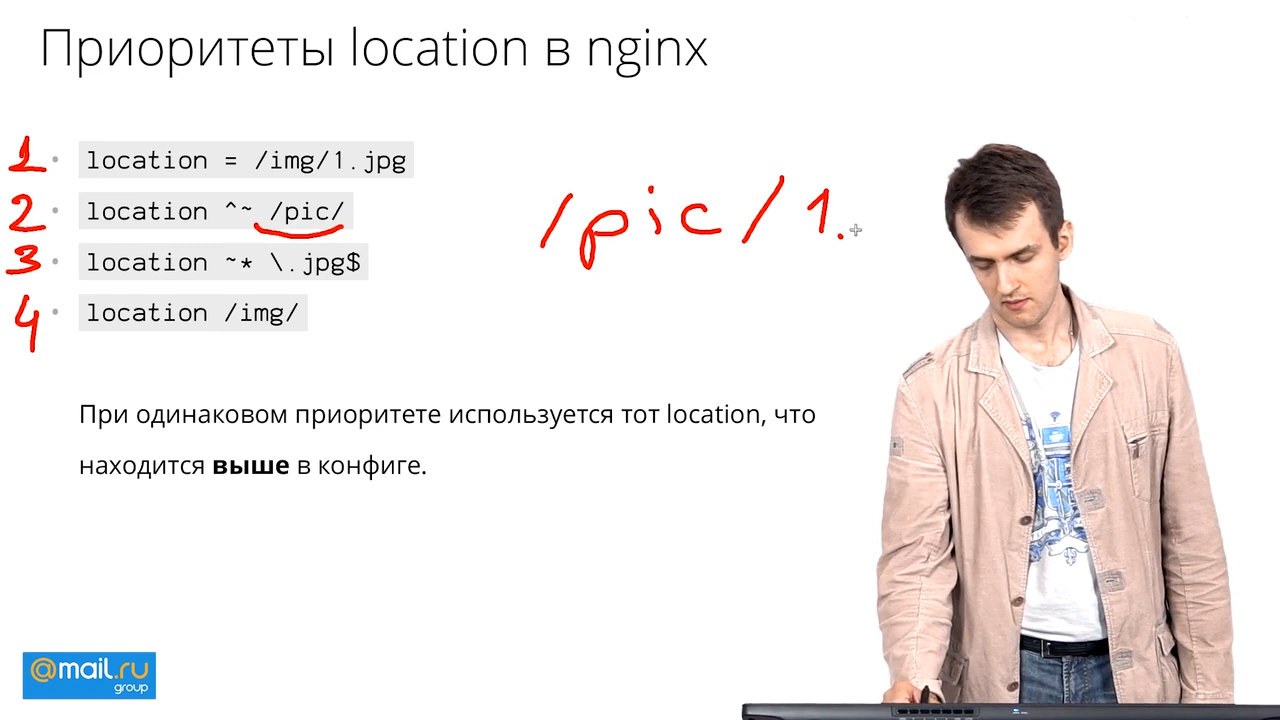 Приоритеты location в nginx
1 • location = /img/1.jpg
2 • location ^~ /pic/
/pic/1.
3 • location ~* \.jpg$
4 • location /img/
При одинаковом приоритете используется тот location, что
находится выше в конфиге.
@mail.ru
group